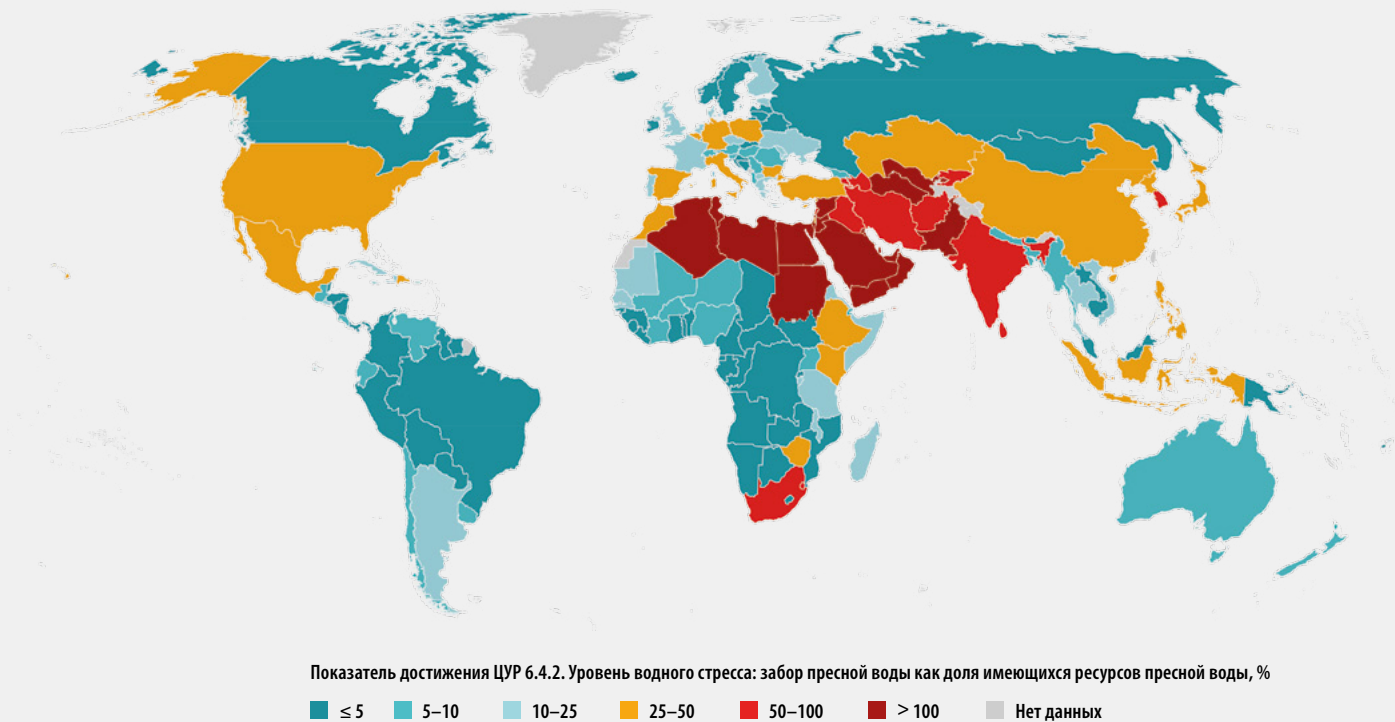 Показатель достижения ЦУР 6.4.2. Уровень водного стресса: забор пресной воды как доля имеющихся ресурсов пресной воды, %
≤ 5 5–10 10–25 25–50 50–100 > 100 Нет данных